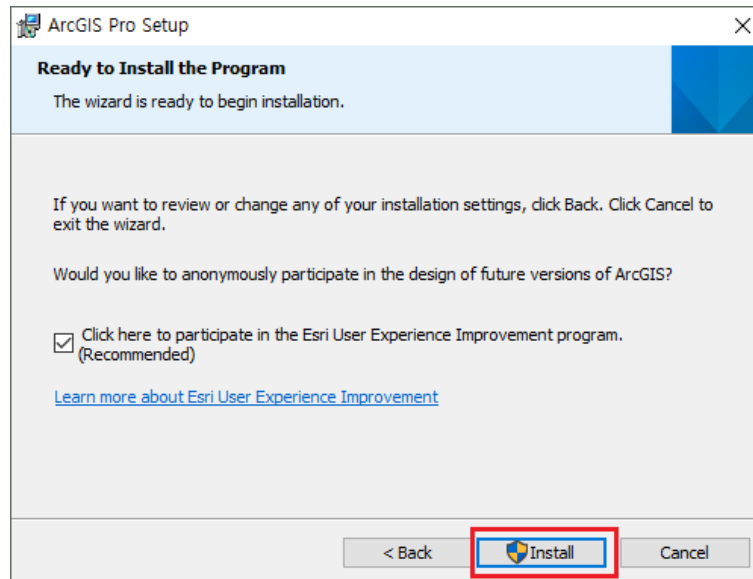 ArcGIS Pro Setup
Ready to Install the Program
The wizard is ready to begin installation.
If you want to review or change any of your installation settings, click Back. Click Cancel to
exit the wizard.
Would you like to anonymously participate in the design of future versions of ArcGIS?
Click here to participate in the Esri User Experience Improvement program.
(Recommended)
Learn more about Esri User Experience Improvement
< Back Install Cancel